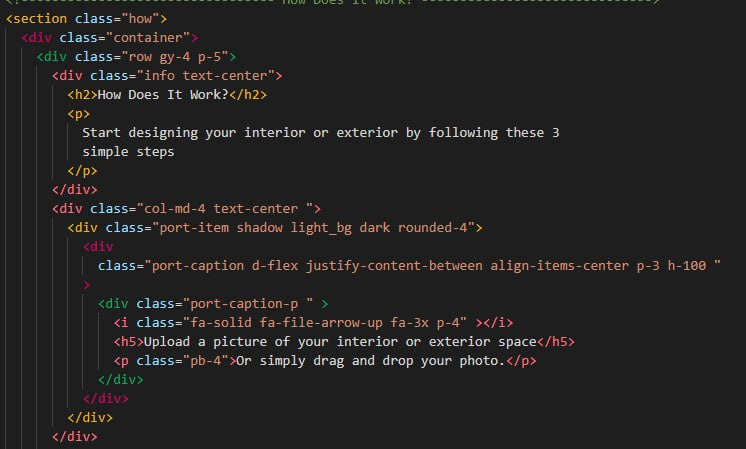 <!--------------------------------- How Does It Work? ------------------------------>
<section class="how">
<div class="container">
<div class="row gy-4 p-5">
<div class="info text-center">
<h2>How Does It Work?</h2>
<p>
Start designing your interior or exterior by following these 3
simple steps
</p>
</div>
<div class="col-md-4 text-center ">
<div class="port-item shadow light_bg dark rounded-4">
<div
class="port-caption d-flex justify-content-between align-items-center p-3 h-100 "
>
<div class="port-caption-p " >
<i class="fa-solid fa-file-arrow-up fa-3x p-4" ></i>
<h5>Upload a picture of your interior or exterior space</h5>
<p class="pb-4">Or simply drag and drop your photo.</p>
</div>
</div>
</div>
</div>